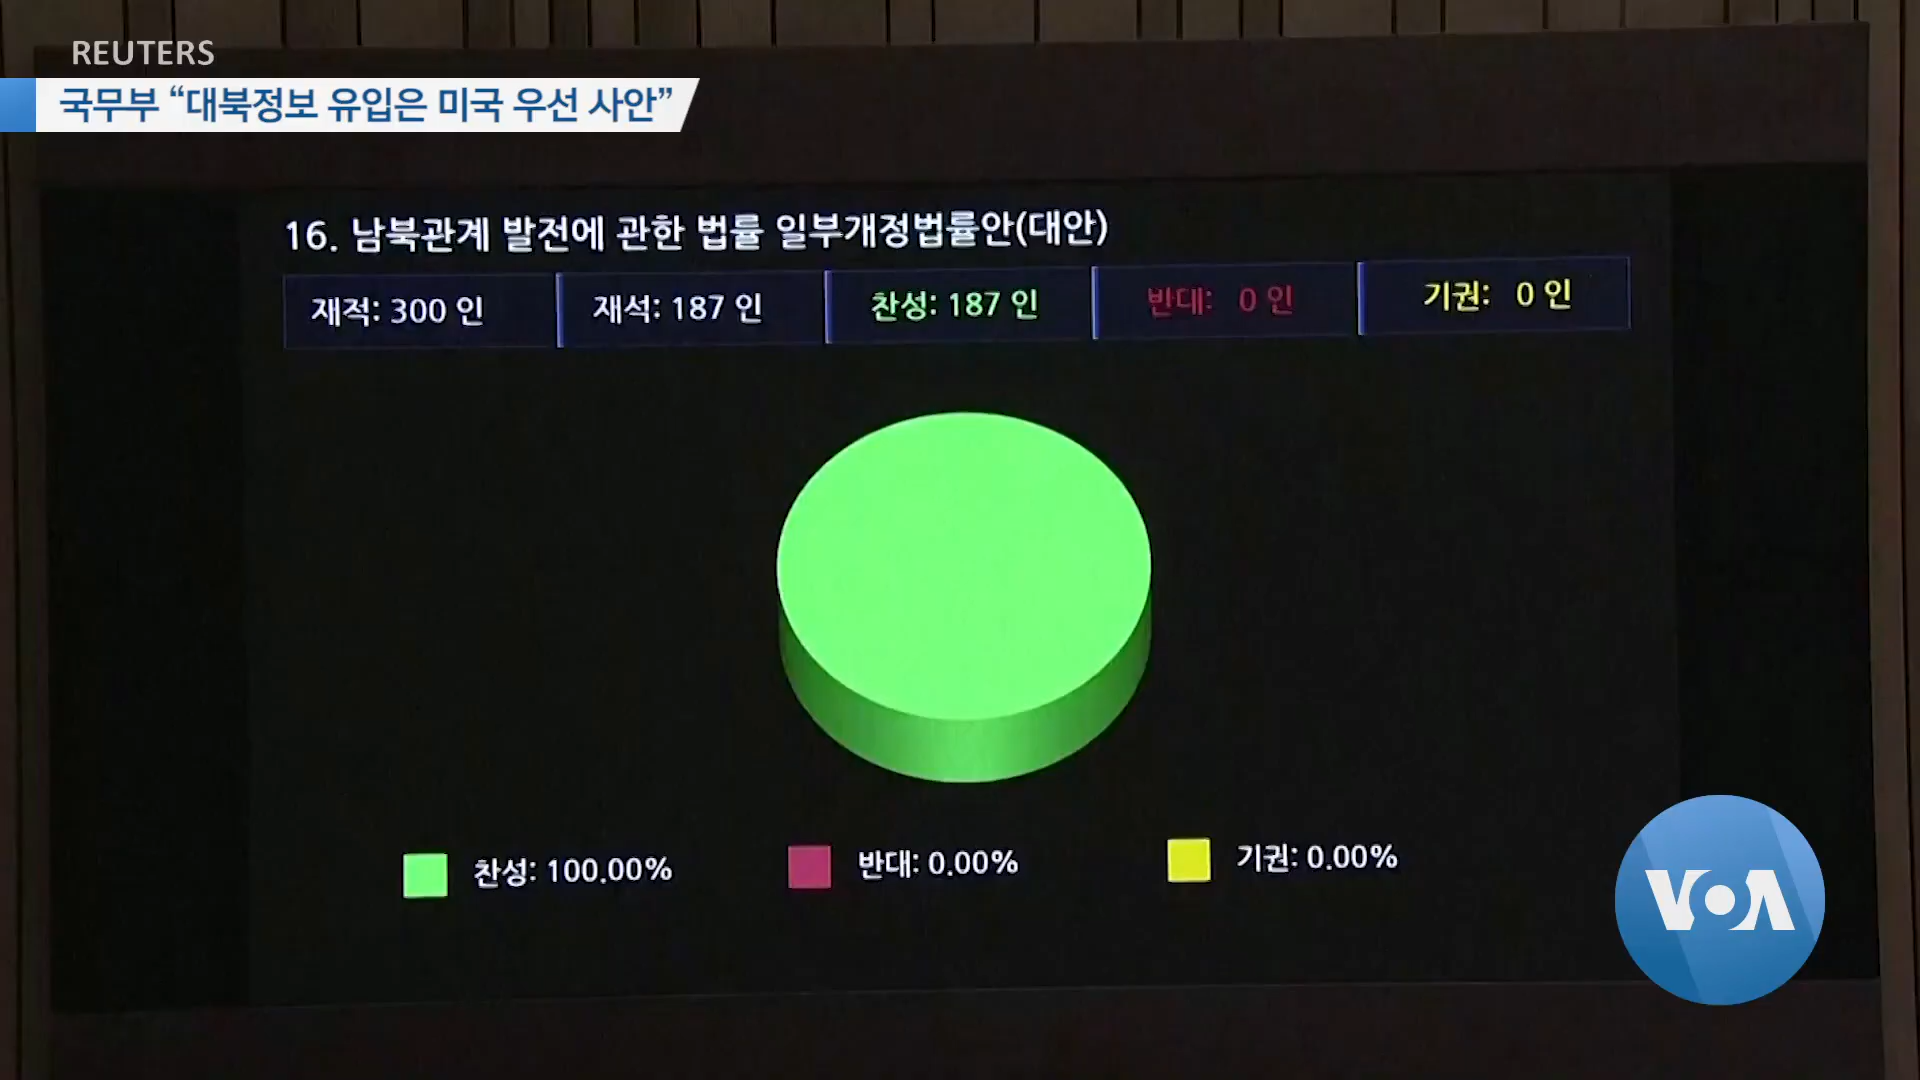 REUTERS
국무부 “대북정보 유입은 미국 우선 사안”
16. 남북관계 발전에 관한 법률 일부개정법률안(대안)
재적: 300 인 재석: 187 인 찬성: 187 인 반대: 0 인 기권: 0 인
찬성: 100.00% 반대: 0.00% 기권: 0.00%
VOA